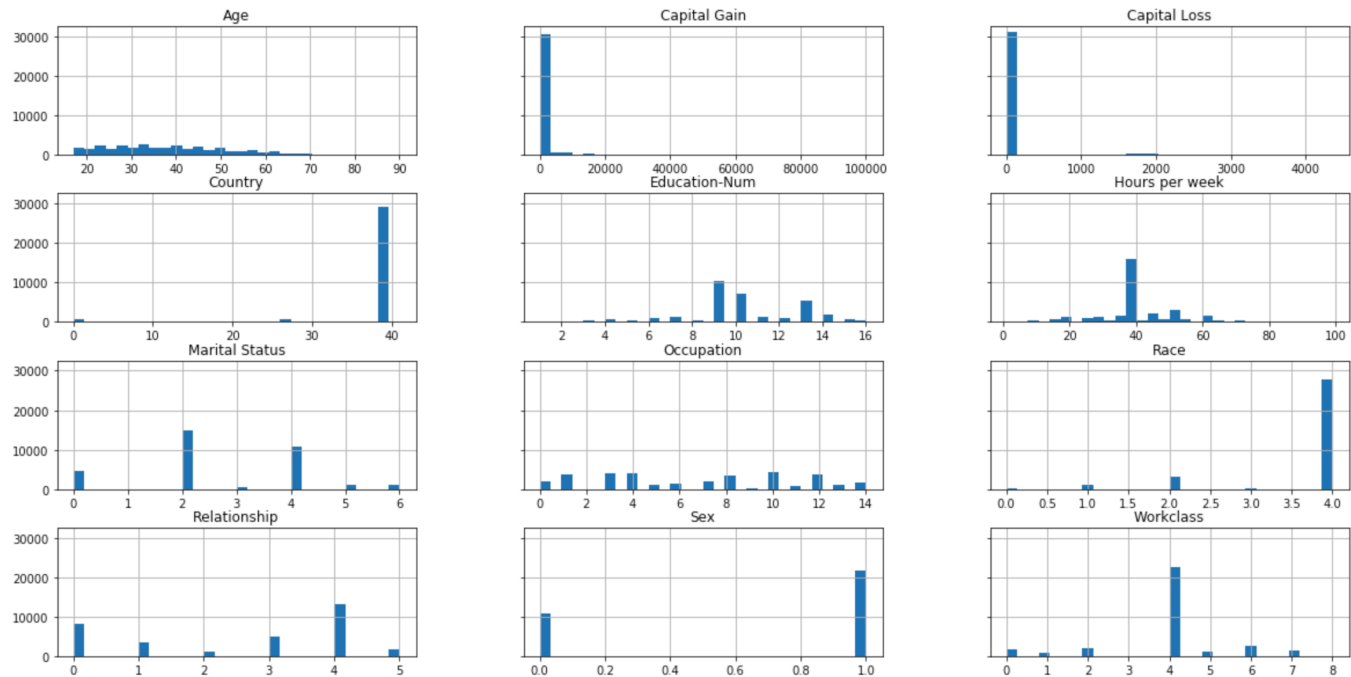 Age Capital Gain Capital Loss
30000
20000
10000
0
20 30 40 50 60 70 80 90 0 20000 40000 60000 80000 100000 0 1000 2000 3000 4000
Country Education-Num Hours per week
30000
20000
10000
0
0 10 20 30 40 2 4 6 8 10 12 14 16 0 20 40 60 80 100
Marital Status Occupation Race
30000
20000
10000
0
0 1 2 3 4 5 6 0 2 4 6 8 10 12 14 0.0 0.5 1.0 1.5 2.0 2.5 3.0 3.5 4.0
Relationship Sex Workclass
30000
20000
10000
0
0 1 2 3 4 5 0.0 0.2 0.4 0.6 0.8 1.0 0 1 2 3 4 5 6 7 8